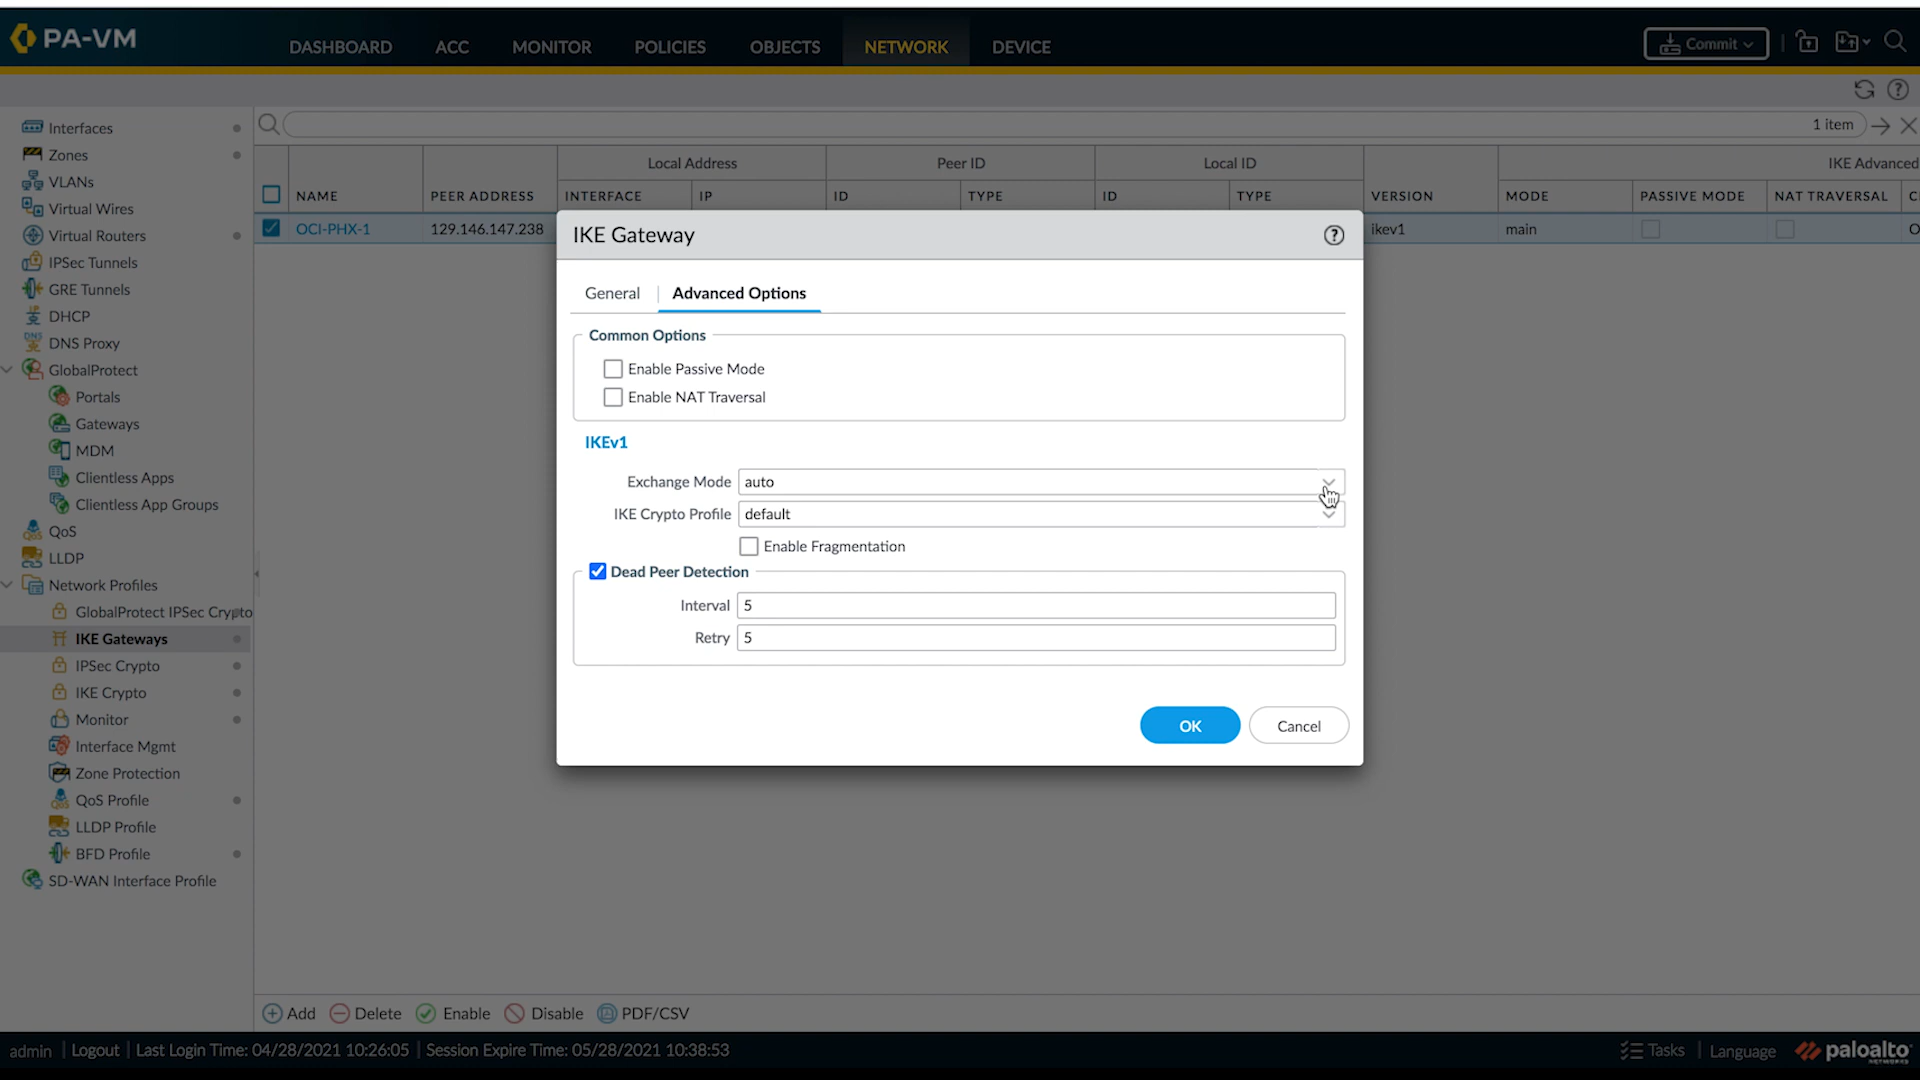 PA-VM
DASHBOARD ACC MONITOR POLICIES OBJECTS NETWORK DEVICE
Commit
1 item
Interfaces
Zones
VLANs
Virtual Wires
Virtual Routers
IPSec Tunnels
GRE Tunnels
DHCP
DNS Proxy
GlobalProtect
Portals
Gateways
MDM
Clientless Apps
Clientless App Groups
QoS
LLDP
Network Profiles
GlobalProtect IPSec Crypto
IKE Gateways
IPSec Crypto
IKE Crypto
Monitor
Interface Mgmt
Zone Protection
QoS Profile
LLDP Profile
BFD Profile
SD-WAN Interface Profile
Local Address Peer ID Local ID IKE Advanced
NAME PEER ADDRESS INTERFACE IP ID TYPE ID TYPE VERSION MODE PASSIVE MODE NAT TRAVERSAL C
OCI-PHX-1 129.146.147.238 ikev1 main O
IKE Gateway
General Advanced Options
Common Options
Enable Passive Mode
Enable NAT Traversal
IKEv1
Exchange Mode auto
IKE Crypto Profile default
Enable Fragmentation
Dead Peer Detection
Interval 5
Retry 5
OK Cancel
Add Delete Enable Disable PDF/CSV
admin | Logout | Last Login Time: 04/28/2021 10:26:05 | Session Expire Time: 05/28/2021 10:38:53
Tasks | Language paloalto
NETWORKS